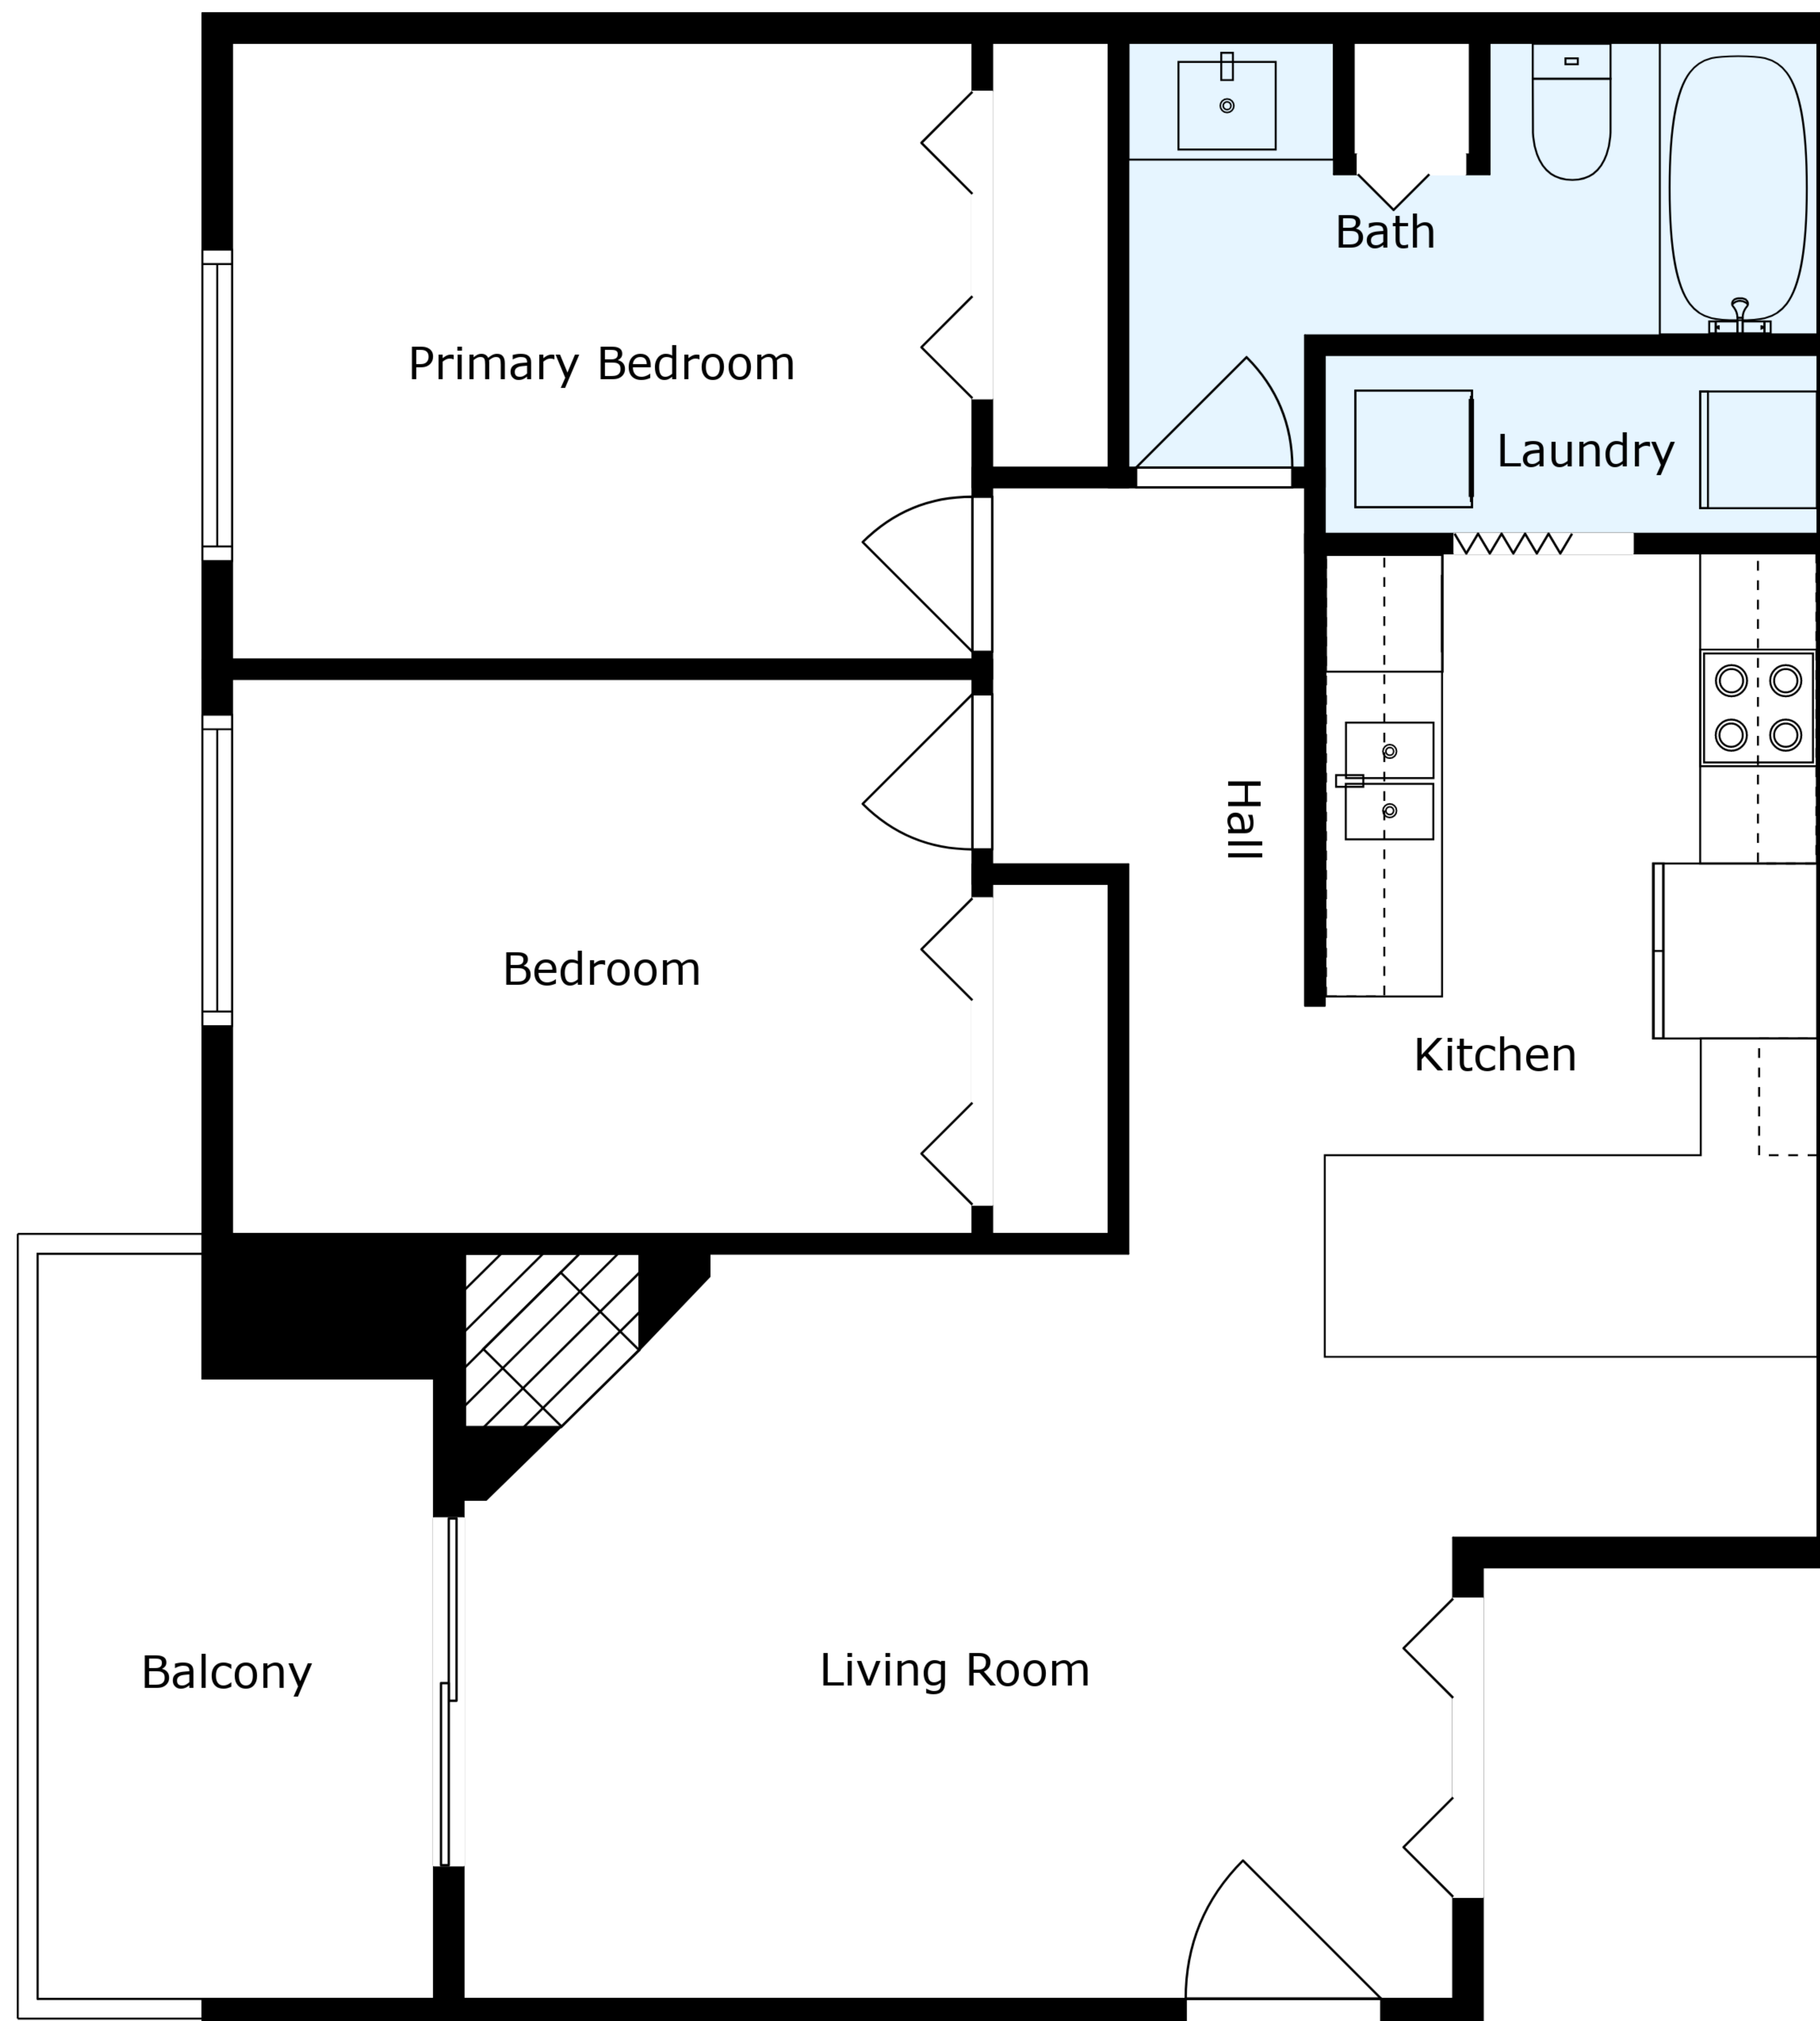 Bath
Primary Bedroom
Laundry
Hall
Bedroom
Kitchen
Balcony
Living Room